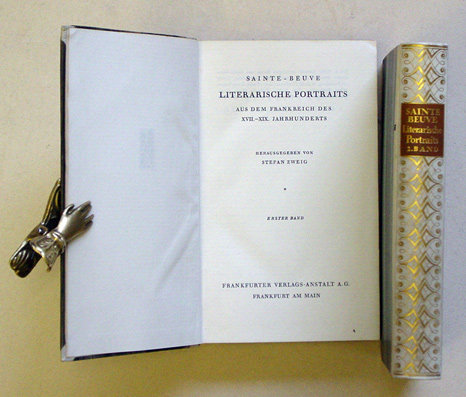 SAINTE-BEUVE
LITERARISCHE PORTRAITS
AUS DEM FRANKREICH DES
XVII.-XIX. JAHRHUNDERTS
HERAUSGEGEBEN VON
STEFAN ZWEIG
*
ERSTER BAND
FRANKFURTER VERLAGS-ANSTALT A. G.
FRANKFURT AM MAIN
SAINTE
BEUVE
Literarische
Portraits
2. BAND